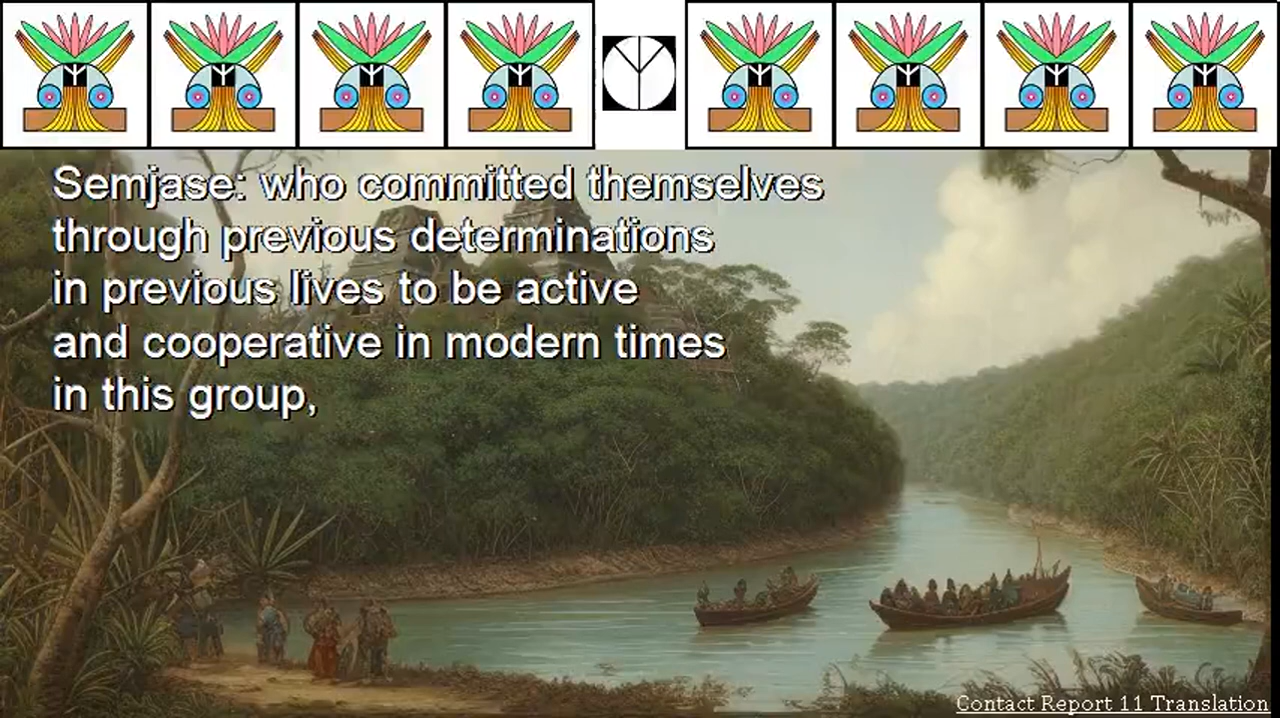 Semjase: who committed themselves
through previous determinations
in previous lives to be active
and cooperative in modern times
in this group,
Contact Report 11 Translation